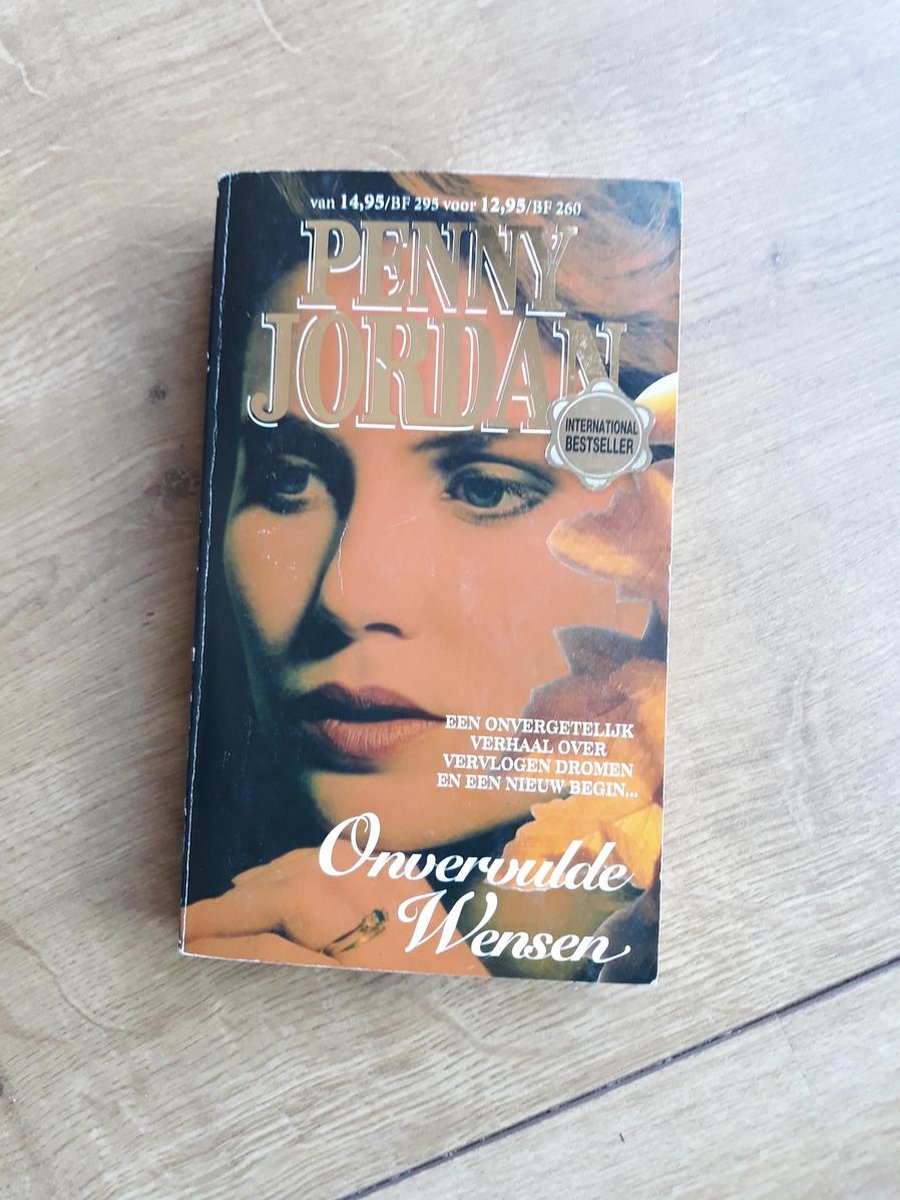 van 14,95/BF 295 voor 12,95/BF 260
PENNY
JORDAN
INTERNATIONAL
BESTSELLER
EEN ONVERGETELIJK
VERHAAL OVER
VERVLOGEN DROMEN
EN EEN NIEUW BEGIN...
Onvervulde
Wensen